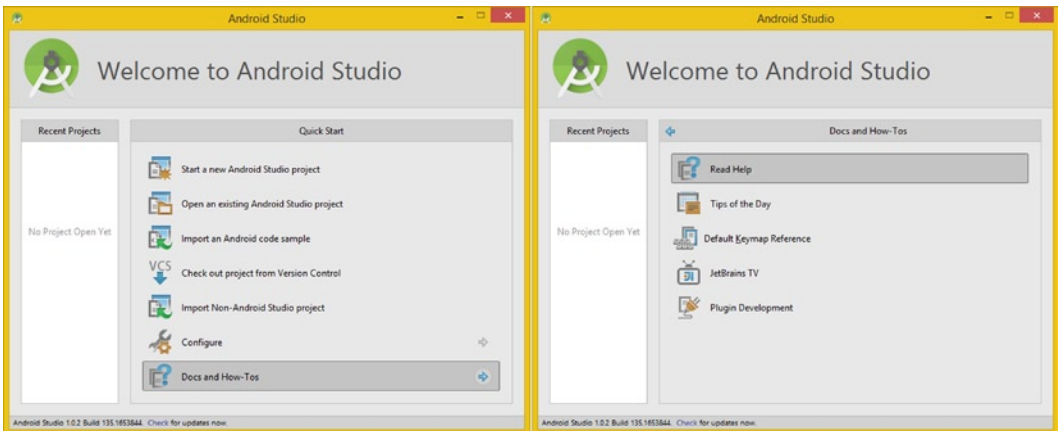 Android Studio
Welcome to Android Studio
Recent Projects
No Project Open Yet
Quick Start
Start a new Android Studio project
Open an existing Android Studio project
Import an Android code sample
VCS
Check out project from Version Control
Import Non-Android Studio project
Configure
Docs and How-Tos
Android Studio 1.0.2 Build 135.1653844. Check for updates now.
Android Studio
Welcome to Android Studio
Recent Projects
No Project Open Yet
Docs and How-Tos
Read Help
Tips of the Day
Default Keymap Reference
JetBrains TV
Plugin Development
Android Studio 1.0.2 Build 135.1653844. Check for updates now.